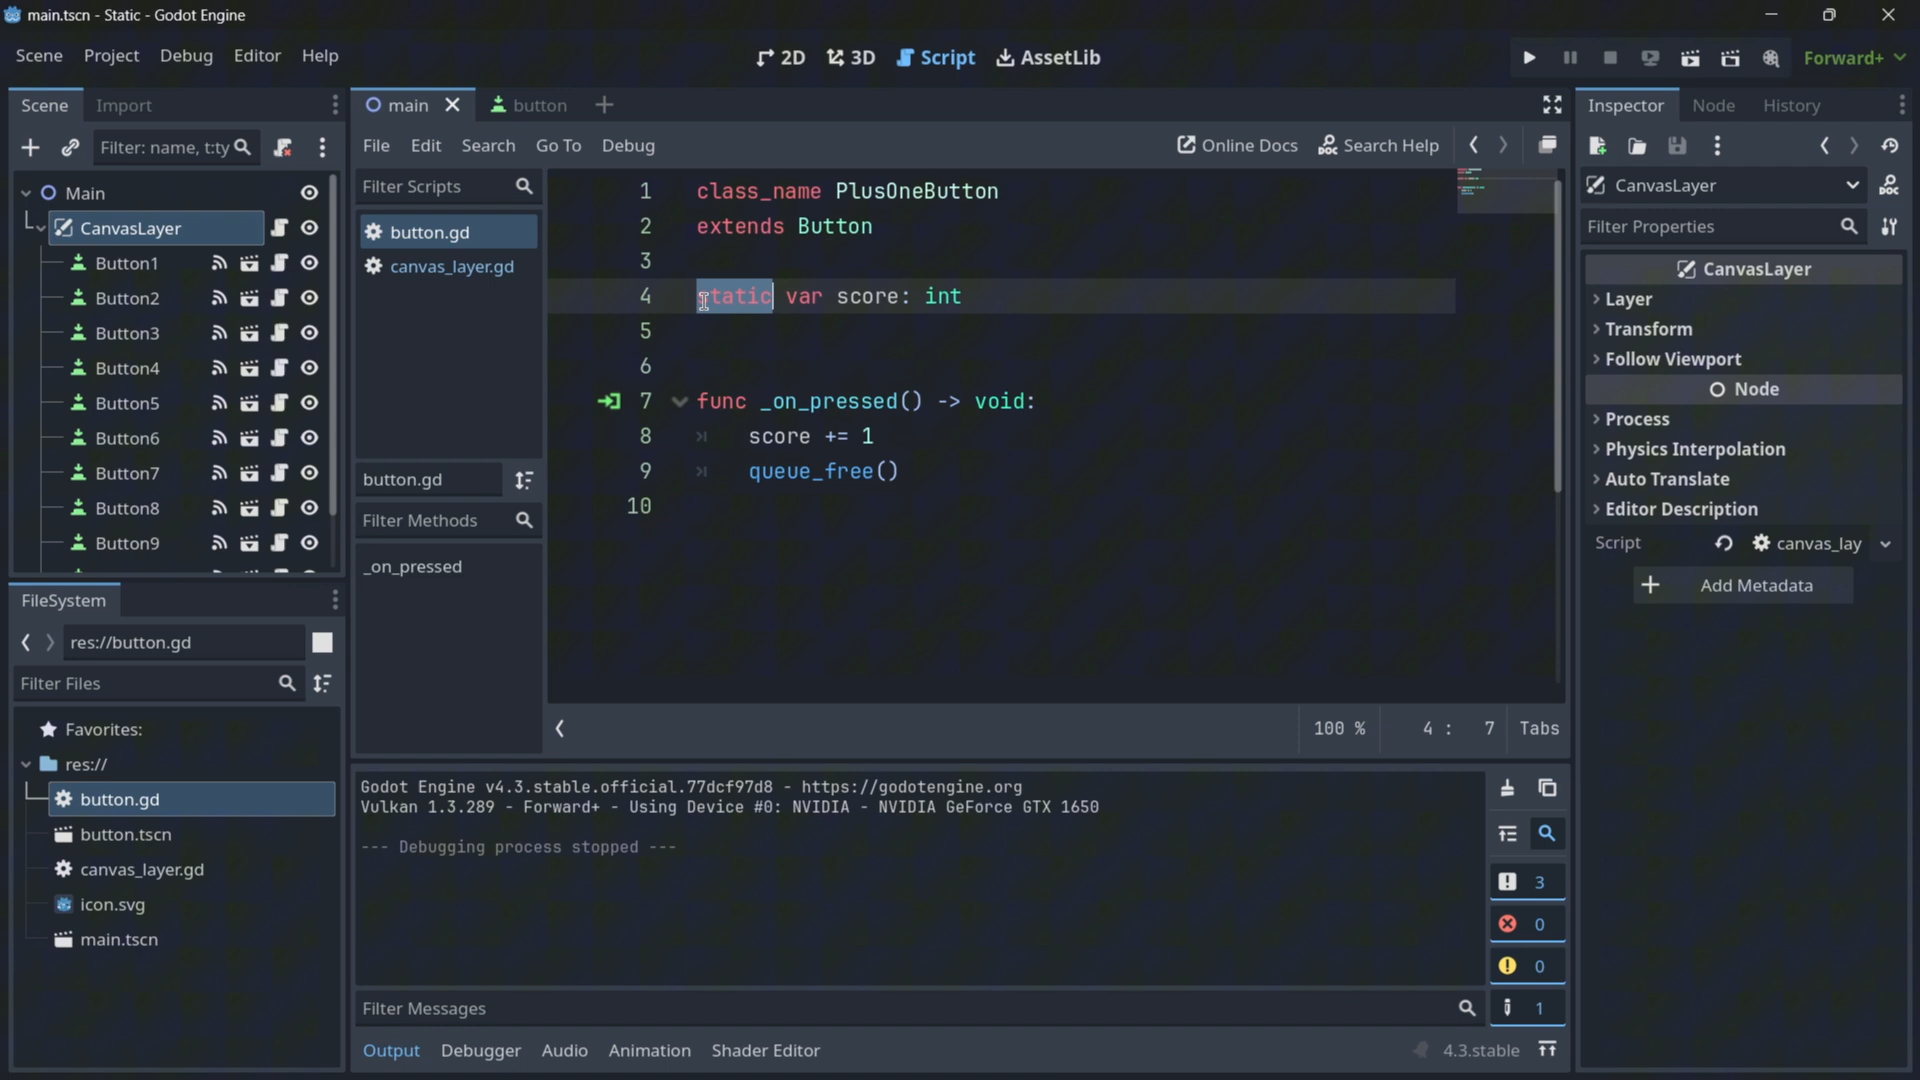 main.tscn - Static - Godot Engine
Scene Project Debug Editor Help
2D 3D Script AssetLib
Forward+
Scene Import
Filter: name, t:ty
Main
CanvasLayer
Button1
Button2
Button3
Button4
Button5
Button6
Button7
Button8
Button9
FileSystem
res://button.gd
Filter Files
Favorites:
res://
button.gd
button.tscn
canvas_layer.gd
icon.svg
main.tscn
main button
File Edit Search Go To Debug
Online Docs Search Help
Filter Scripts
button.gd
canvas_layer.gd
button.gd
Filter Methods
_on_pressed
1 class_name PlusOneButton
2 extends Button
3
4 static var score: int
5
6
7 func _on_pressed() -> void:
8 score += 1
9 queue_free()
10
100 % 4 : 7 Tabs
Godot Engine v4.3.stable.official.77dcf97d8 - https://godotengine.org
Vulkan 1.3.289 - Forward+ - Using Device #0: NVIDIA - NVIDIA GeForce GTX 1650
--- Debugging process stopped ---
3
0
0
1
Filter Messages
Output Debugger Audio Animation Shader Editor
4.3.stable
Inspector Node History
CanvasLayer
Filter Properties
CanvasLayer
Layer
Transform
Follow Viewport
Node
Process
Physics Interpolation
Auto Translate
Editor Description
Script canvas_lay
Add Metadata